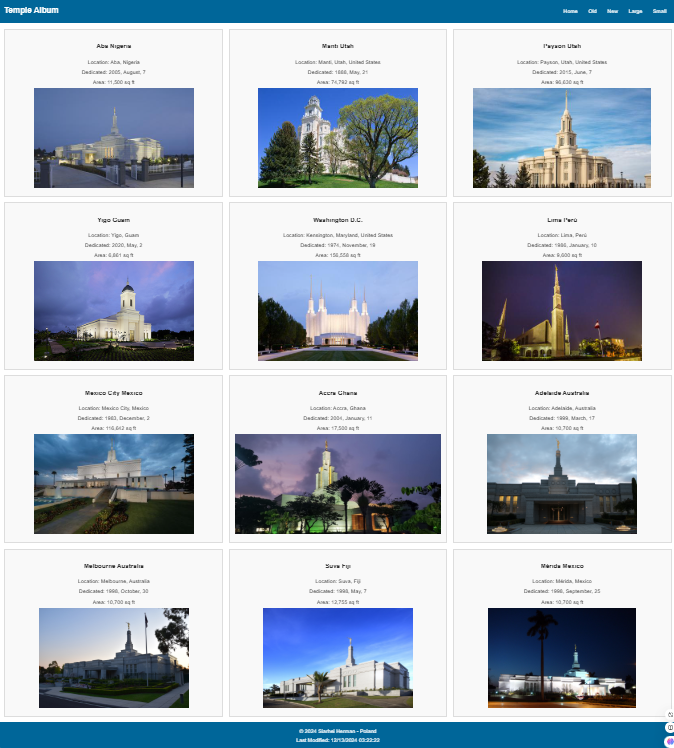 Temple Album
Home Old New Large Small
Aba Nigeria
Location: Aba, Nigeria
Dedicated: 2005, August, 7
Area: 11,500 sq ft
Manti Utah
Location: Manti, Utah, United States
Dedicated: 1888, May, 21
Area: 74,792 sq ft
Payson Utah
Location: Payson, Utah, United States
Dedicated: 2015, June, 7
Area: 96,630 sq ft
Yigo Guam
Location: Yigo, Guam
Dedicated: 2020, May, 2
Area: 6,861 sq ft
Washington D.C.
Location: Kensington, Maryland, United States
Dedicated: 1974, November, 19
Area: 156,558 sq ft
Lima Perú
Location: Lima, Perú
Dedicated: 1986, January, 10
Area: 9,600 sq ft
Mexico City Mexico
Location: Mexico City, Mexico
Dedicated: 1983, December, 2
Area: 116,642 sq ft
Accra Ghana
Location: Accra, Ghana
Dedicated: 2004, January, 11
Area: 17,500 sq ft
Adelaide Australia
Location: Adelaide, Australia
Dedicated: 1999, March, 17
Area: 10,700 sq ft
Melbourne Australia
Location: Melbourne, Australia
Dedicated: 1998, October, 30
Area: 10,700 sq ft
Suva Fiji
Location: Suva, Fiji
Dedicated: 1998, May, 7
Area: 12,755 sq ft
Mérida Mexico
Location: Mérida, Mexico
Dedicated: 1998, September, 25
Area: 10,700 sq ft
© 2024 Herman - Poland
Last Modified: 12/13/2024 03:22:22